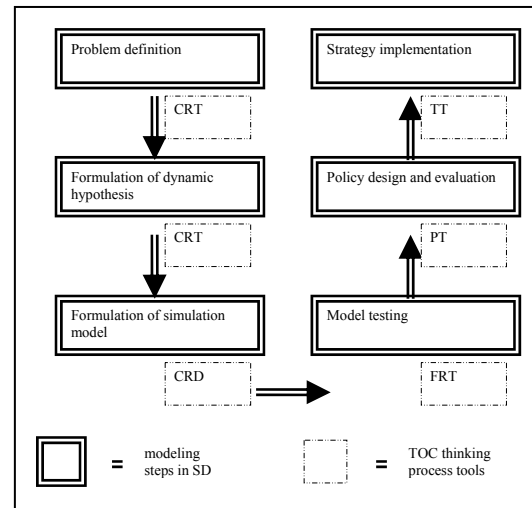 Problem definition
Strategy implementation
CRT
TT
Formulation of dynamic
hypothesis
Policy design and evaluation
CRT
PT
Formulation of simulation
model
Model testing
CRD
FRT
= modeling
steps in SD
= TOC thinking
process tools